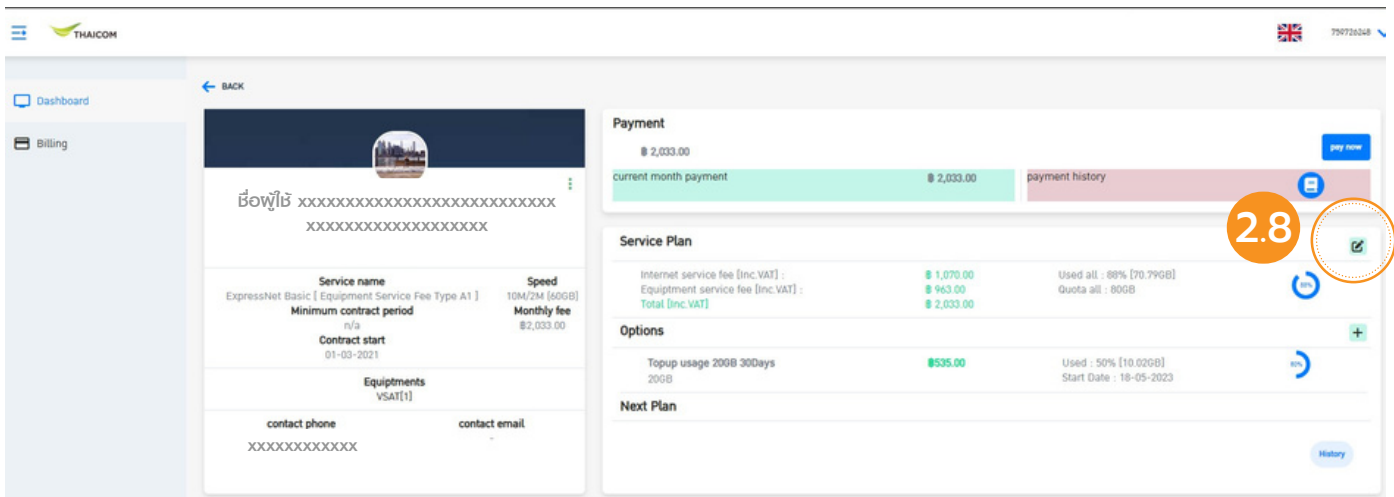 THAICOM
759726248
Dashboard
Billing
BACK
ชื่อผู้ใช้ xxxxxxxxxxxxxxxxxxxxxxxxxxx
xxxxxxxxxxxxxxxxxxx
Service name
Speed
ExpressNet Basic [ Equipment Service Fee Type A1 ]
10M/2M (60GB)
Minimum contract period
Monthly fee
n/a
฿2,033.00
Contract start
01-03-2021
Equiptments
VSAT[1]
contact phone
contact email
xxxxxxxxxxxx
-
Payment
฿ 2,033.00
pay now
current month payment
฿ 2,033.00
payment history
2.8
Service Plan
Internet service fee [Inc.VAT] :
฿ 1,070.00
Used all : 88% [70.79GB]
Equiptment service fee [Inc.VAT] :
฿ 963.00
Quota all : 80GB
Total [Inc.VAT]
฿ 2,033.00
88%
Options
Topup usage 20GB 30Days
฿535.00
Used : 50% [10.02GB]
20GB
Start Date : 18-05-2023
Next Plan
History